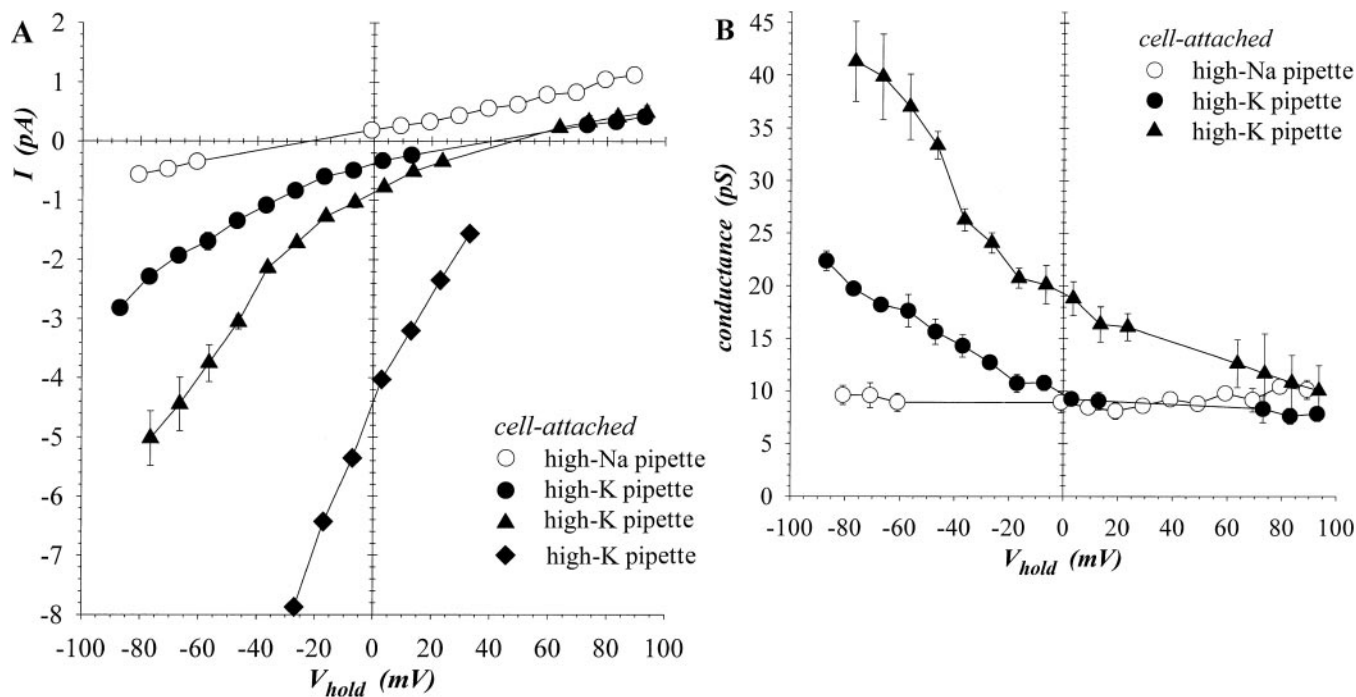 A
I (pA)
2
1
0
-1
-2
-3
-4
-5
-6
-7
-8
-100 -80 -60 -40 -20 0 20 40 60 80 100
V_hold (mV)
cell-attached
high-Na pipette
high-K pipette
high-K pipette
high-K pipette
B
conductance (pS)
45
40
35
30
25
20
15
10
5
0
-100 -80 -60 -40 -20 0 20 40 60 80 100
V_hold (mV)
cell-attached
high-Na pipette
high-K pipette
high-K pipette